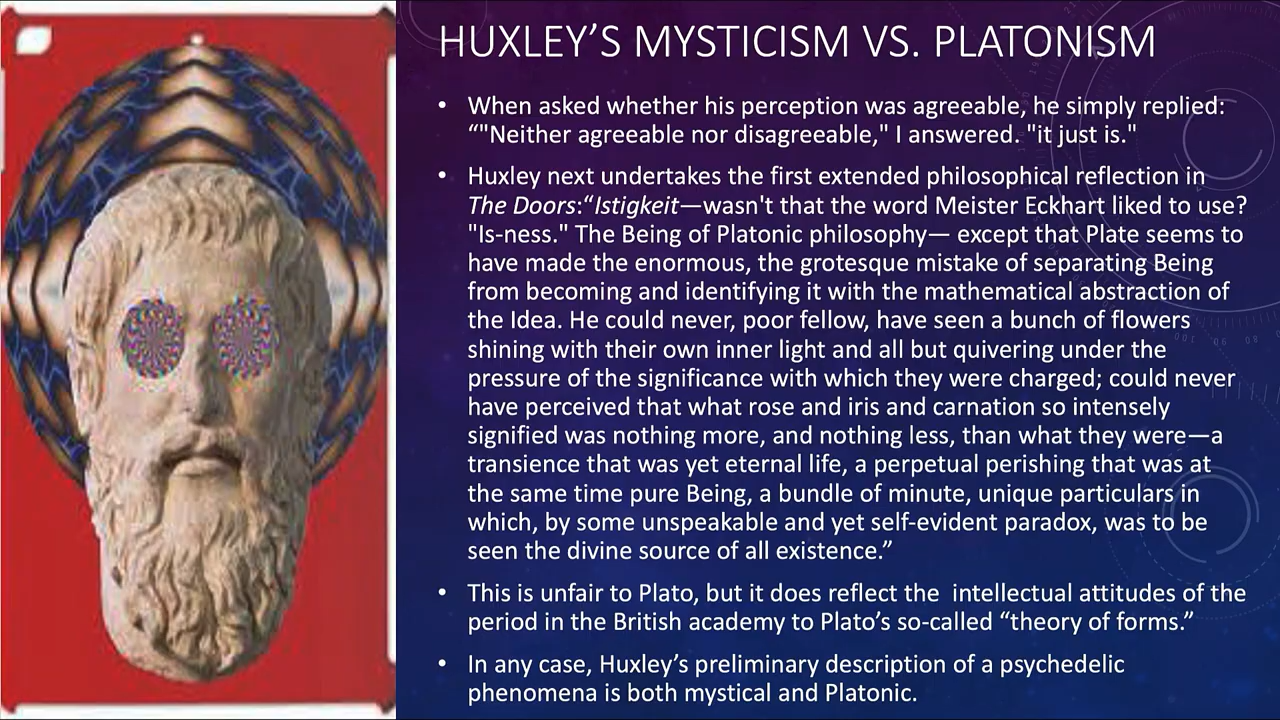 HUXLEY'S MYSTICISM VS. PLATONISM
• When asked whether his perception was agreeable, he simply replied:
“"Neither agreeable nor disagreeable," I answered. "it just is."
• Huxley next undertakes the first extended philosophical reflection in
The Doors:“Istigkeit—wasn't that the word Meister Eckhart liked to use?
"Is-ness." The Being of Platonic philosophy— except that Plate seems to
have made the enormous, the grotesque mistake of separating Being
from becoming and identifying it with the mathematical abstraction of
the Idea. He could never, poor fellow, have seen a bunch of flowers
shining with their own inner light and all but quivering under the
pressure of the significance with which they were charged; could never
have perceived that what rose and iris and carnation so intensely
signified was nothing more, and nothing less, than what they were—a
transience that was yet eternal life, a perpetual perishing that was at
the same time pure Being, a bundle of minute, unique particulars in
which, by some unspeakable and yet self-evident paradox, was to be
seen the divine source of all existence.”
• This is unfair to Plato, but it does reflect the  intellectual attitudes of the
period in the British academy to Plato’s so-called “theory of forms.”
• In any case, Huxley’s preliminary description of a psychedelic
phenomena is both mystical and Platonic.